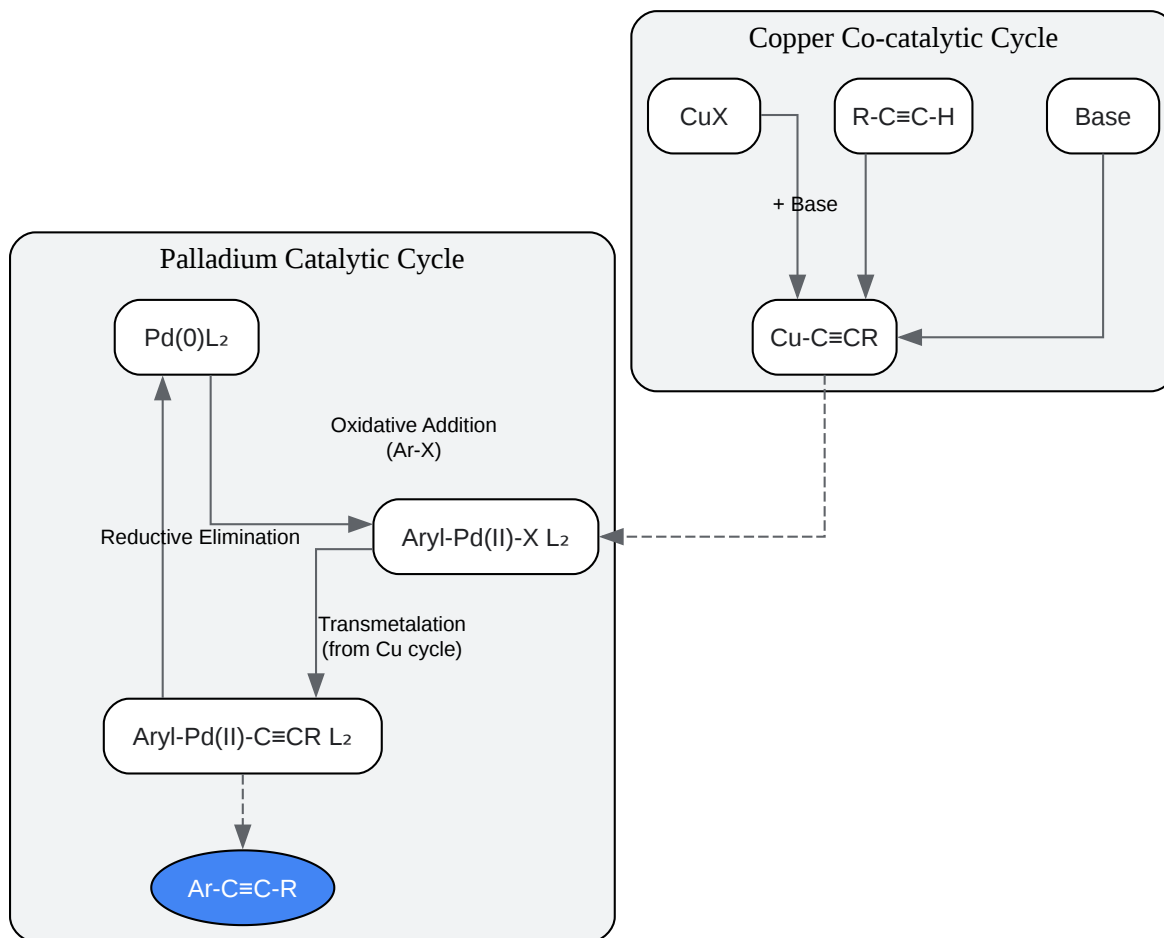 Copper Co-catalytic Cycle
CuX
R-C≡C-H
Base
+ Base
Cu-C≡CR
Palladium Catalytic Cycle
Pd(0)L₂
Oxidative Addition
(Ar-X)
Reductive Elimination
Aryl-Pd(II)-X L₂
Transmetalation
(from Cu cycle)
Aryl-Pd(II)-C≡CR L₂
Ar-C≡C-R